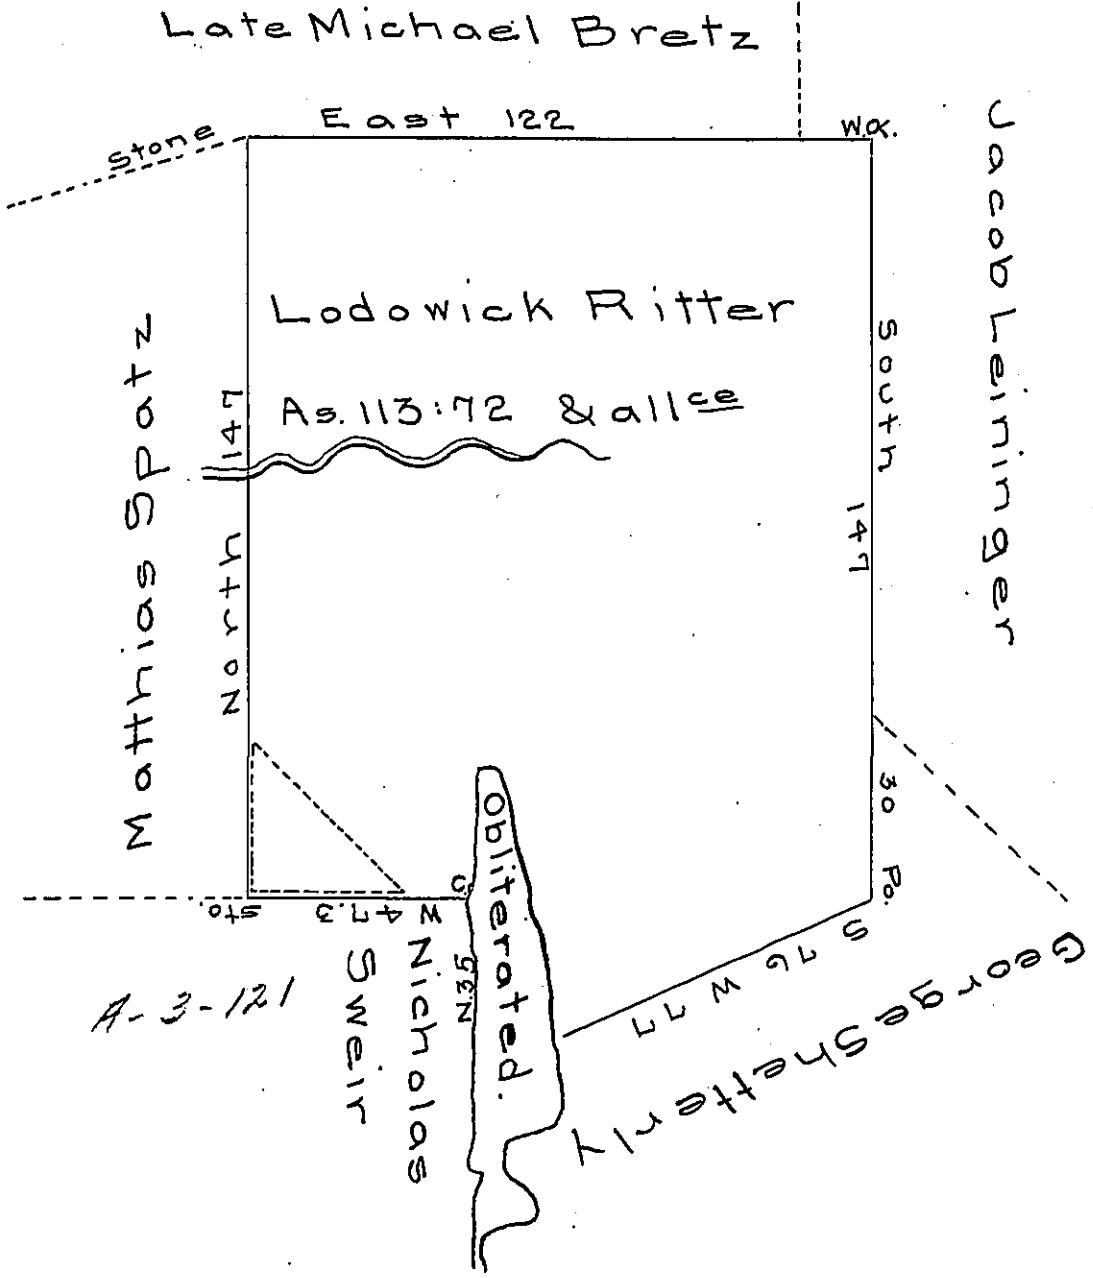 Late Michael Bretz
East 122
stone
W.O.
Jacob Leininger
Lodowick Ritter
As. 113:72 & allce
South 147
Matthias Spatz
North 147
30
Po.
S 76 W 77
George Shetterly
Obliterated.
C
W 47.3
Sto
N35
Nicholas
Sweir
A-3-121